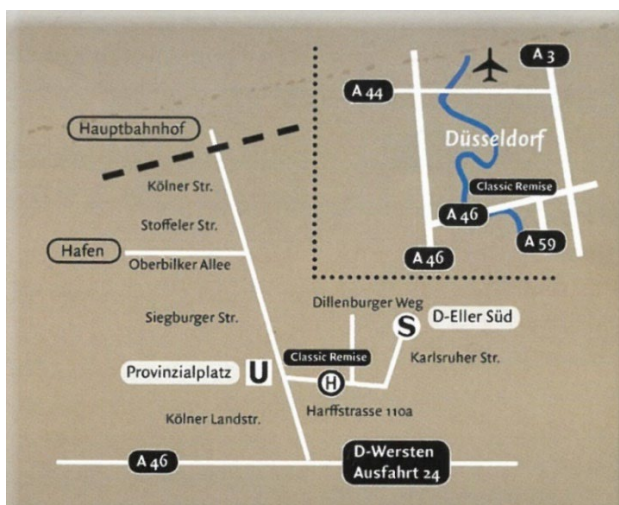 A 3
A 44
Düsseldorf
Classic Remise
A 46
A 59
A 46
Hauptbahnhof
Kölner Str.
Stoffeler Str.
Hafen
Oberbilker Allee
Siegburger Str.
Dillenburger Weg
S
D-Eller Süd
Classic Remise
Karlsruher Str.
Provinzialplatz
U
H
Harffstrasse 110a
Kölner Landstr.
A 46
D-Wersten
Ausfahrt 24